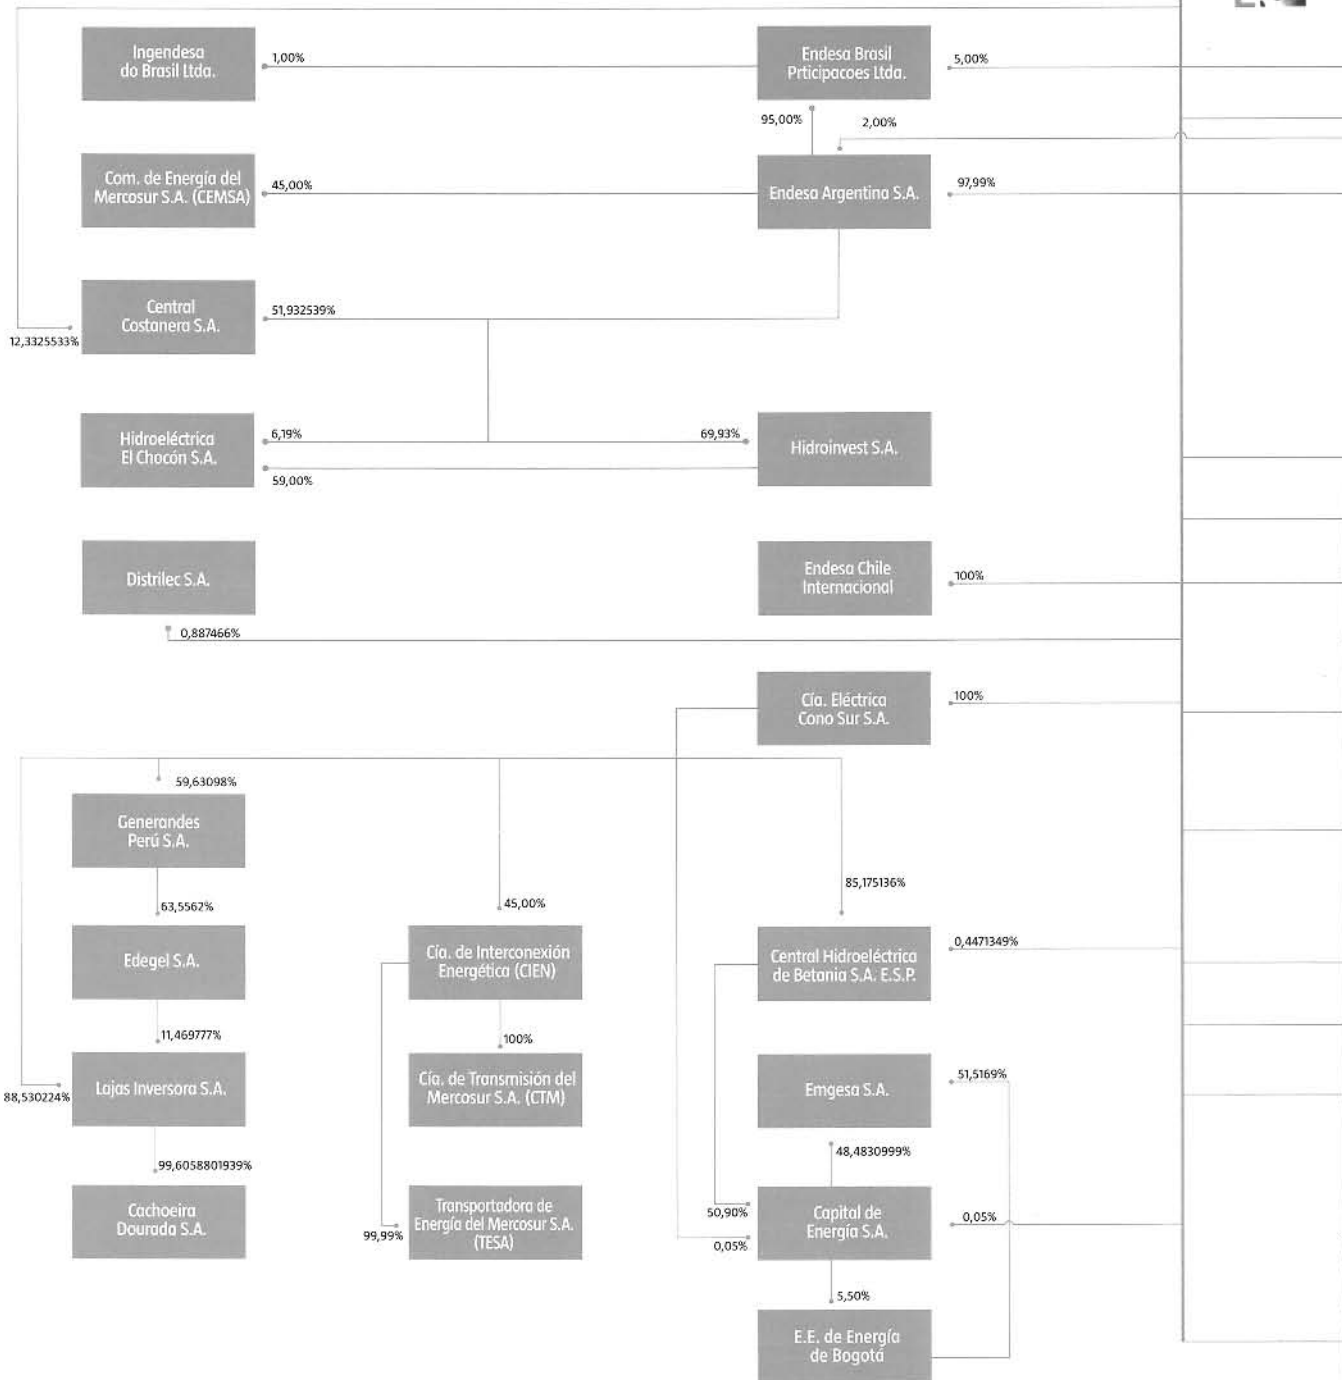 Ingendesa
do Brasil Ltda.
1,00%
Endesa Brasil
Prticipacoes Ltda.
5,00%
95,00%
2,00%
Com. de Energía del
Mercosur S.A. (CEMSA)
45,00%
Endesa Argentina S.A.
97,99%
Central
Costanera S.A.
51,932539%
12,3325533%
Hidroeléctrica
El Chocón S.A.
6,19%
69,93%
Hidroinvest S.A.
59,00%
Distrilec S.A.
Endesa Chile
Internacional
100%
0,887466%
Cía. Eléctrica
Cono Sur S.A.
100%
59,63098%
Generandes
Perú S.A.
85,175136%
63,5562%
45,00%
Edegel S.A.
Cía. de Interconexión
Energética (CIEN)
Central Hidroeléctrica
de Betania S.A. E.S.P.
0,4471349%
11,469777%
100%
Lajas Inversora S.A.
88,530224%
Cía. de Transmisión del
Mercosur S.A. (CTM)
Emgesa S.A.
51,5169%
99,6058801939%
48,4830999%
Cachoeira
Dourada S.A.
Transportadora de
Energía del Mercosur S.A.
(TESA)
99,99%
50,90%
Capital de
Energía S.A.
0,05%
0,05%
5,50%
E.E. de Energía
de Bogotá